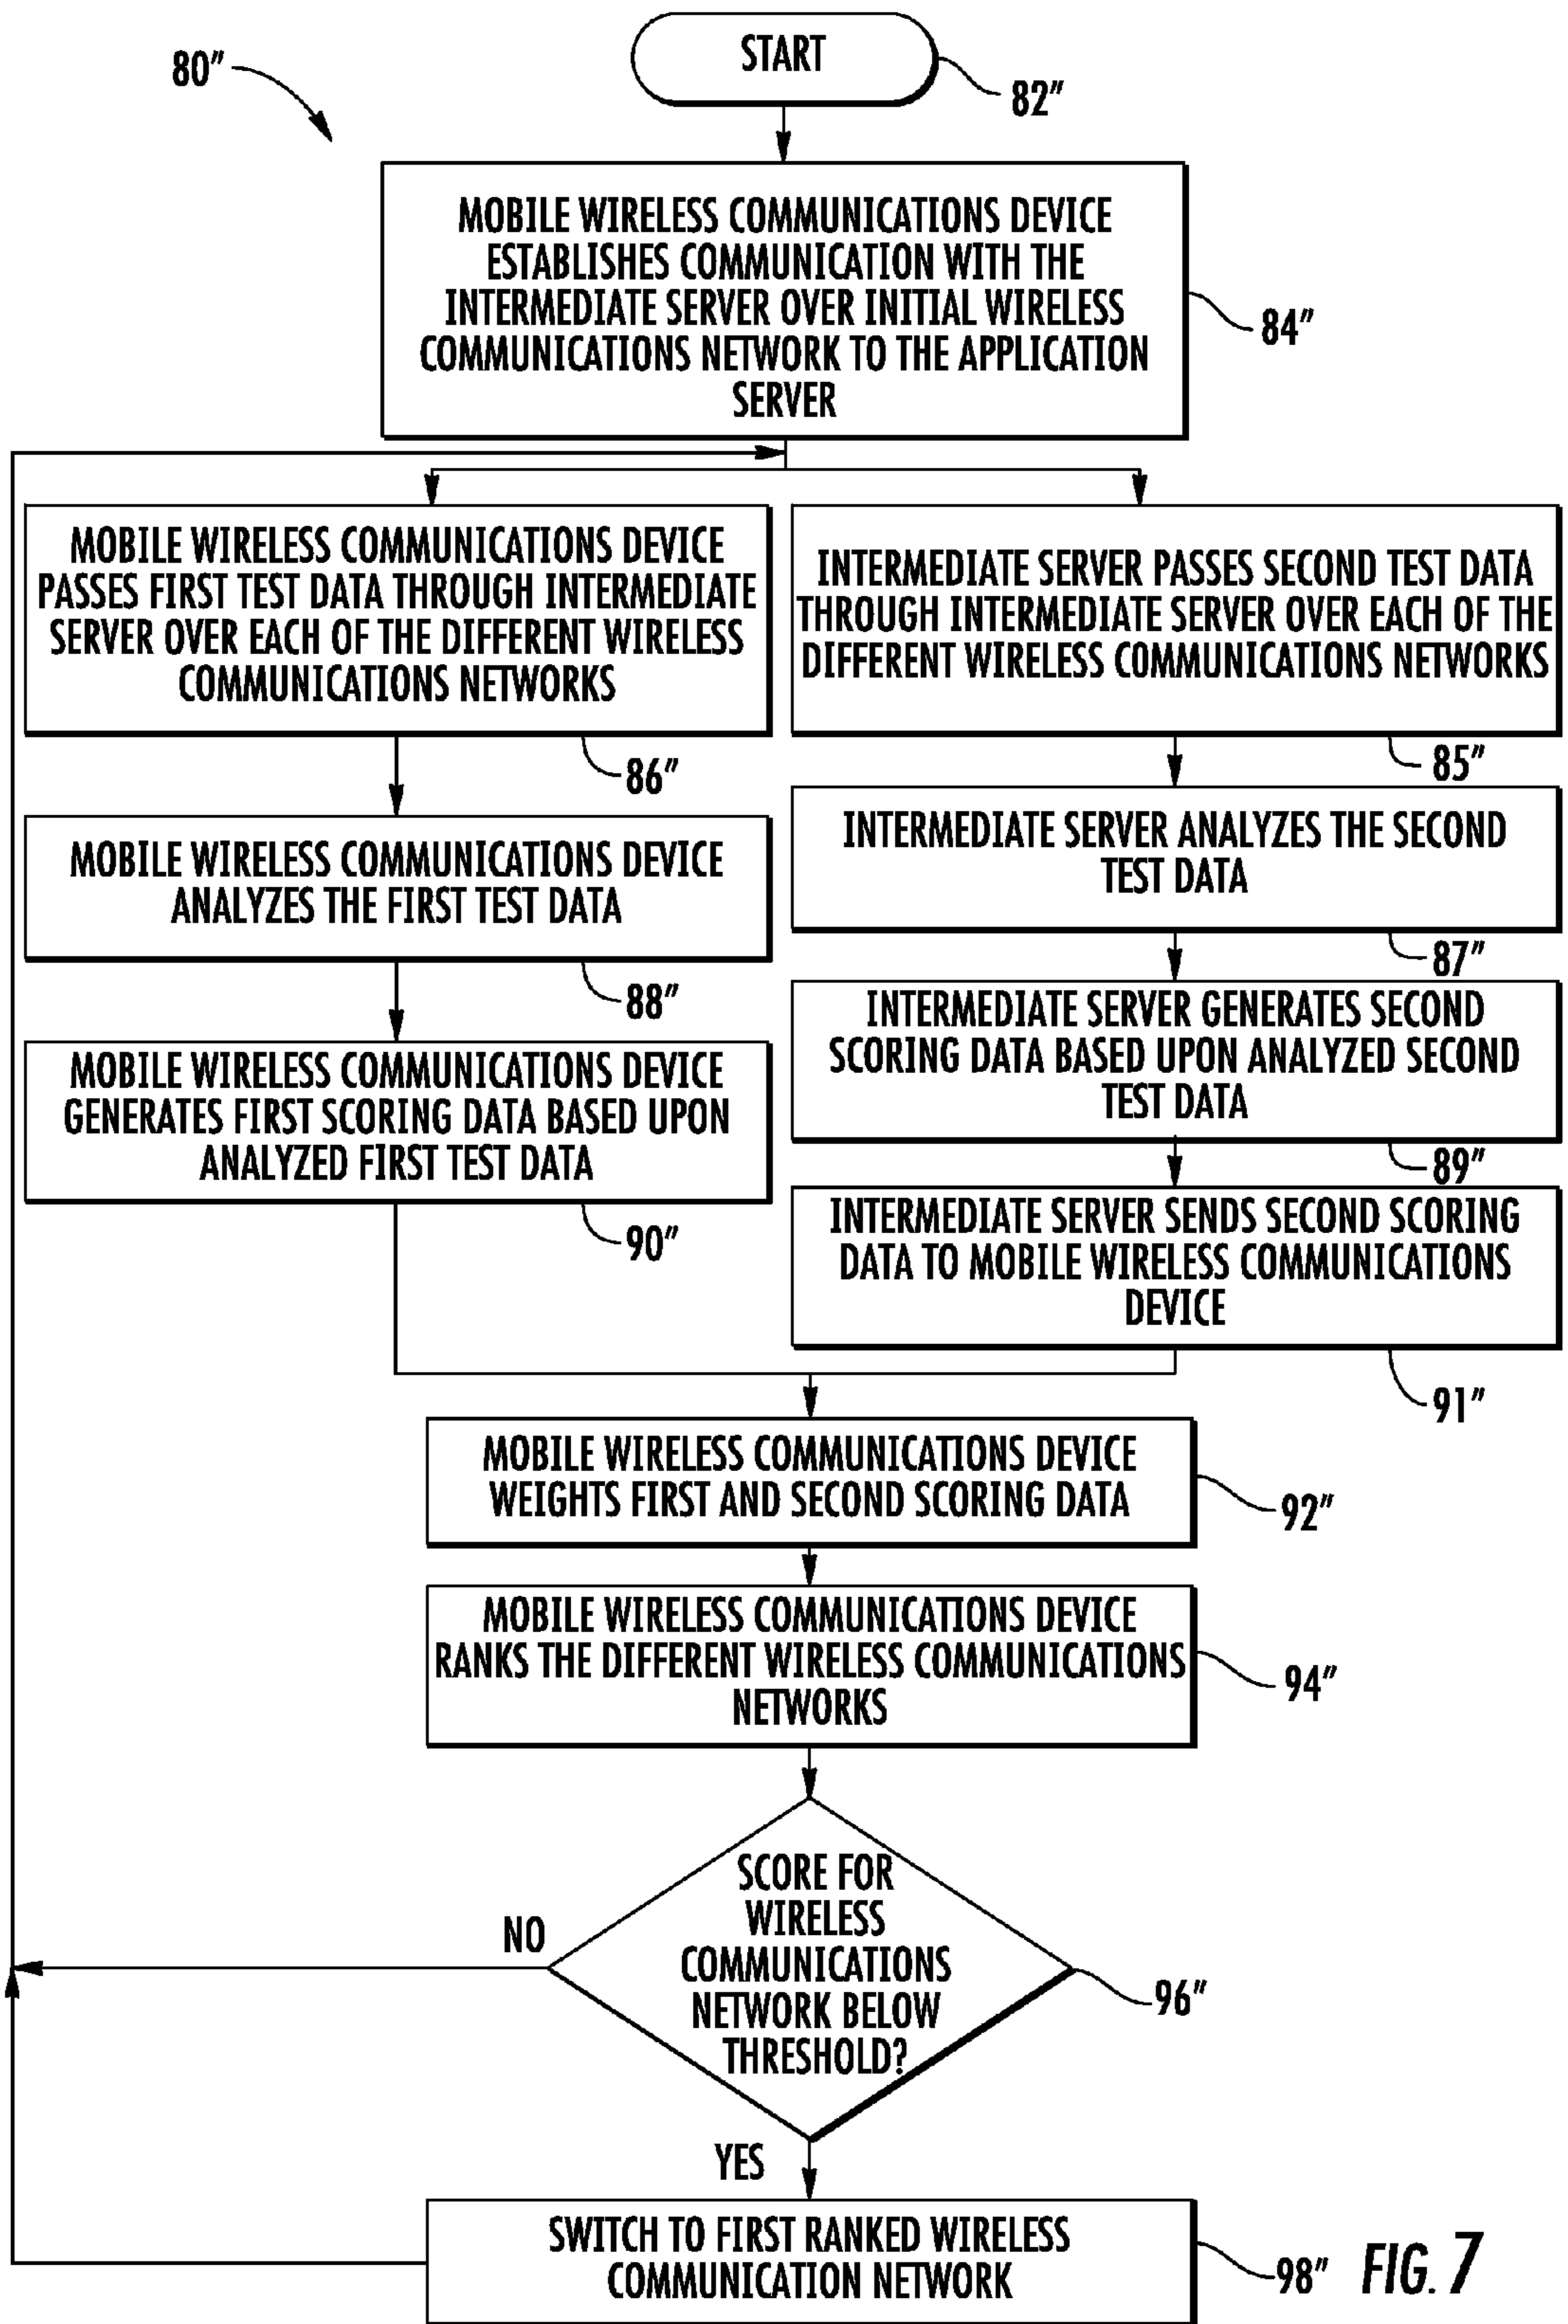 80″
START
82″
MOBILE WIRELESS COMMUNICATIONS DEVICE
ESTABLISHES COMMUNICATION WITH THE
INTERMEDIATE SERVER OVER INITIAL WIRELESS
COMMUNICATIONS NETWORK TO THE APPLICATION
SERVER
84″
MOBILE WIRELESS COMMUNICATIONS DEVICE
PASSES FIRST TEST DATA THROUGH INTERMEDIATE
SERVER OVER EACH OF THE DIFFERENT WIRELESS
COMMUNICATIONS NETWORKS
86″
MOBILE WIRELESS COMMUNICATIONS DEVICE
ANALYZES THE FIRST TEST DATA
88″
MOBILE WIRELESS COMMUNICATIONS DEVICE
GENERATES FIRST SCORING DATA BASED UPON
ANALYZED FIRST TEST DATA
90″
INTERMEDIATE SERVER PASSES SECOND TEST DATA
THROUGH INTERMEDIATE SERVER OVER EACH OF THE
DIFFERENT WIRELESS COMMUNICATIONS NETWORKS
85″
INTERMEDIATE SERVER ANALYZES THE SECOND
TEST DATA
87″
INTERMEDIATE SERVER GENERATES SECOND
SCORING DATA BASED UPON ANALYZED SECOND
TEST DATA
89″
INTERMEDIATE SERVER SENDS SECOND SCORING
DATA TO MOBILE WIRELESS COMMUNICATIONS
DEVICE
91″
MOBILE WIRELESS COMMUNICATIONS DEVICE
WEIGHTS FIRST AND SECOND SCORING DATA
92″
MOBILE WIRELESS COMMUNICATIONS DEVICE
RANKS THE DIFFERENT WIRELESS COMMUNICATIONS
NETWORKS
94″
SCORE FOR
WIRELESS
COMMUNICATIONS
NETWORK BELOW
THRESHOLD?
96″
NO
YES
SWITCH TO FIRST RANKED WIRELESS
COMMUNICATION NETWORK
98″
FIG. 7